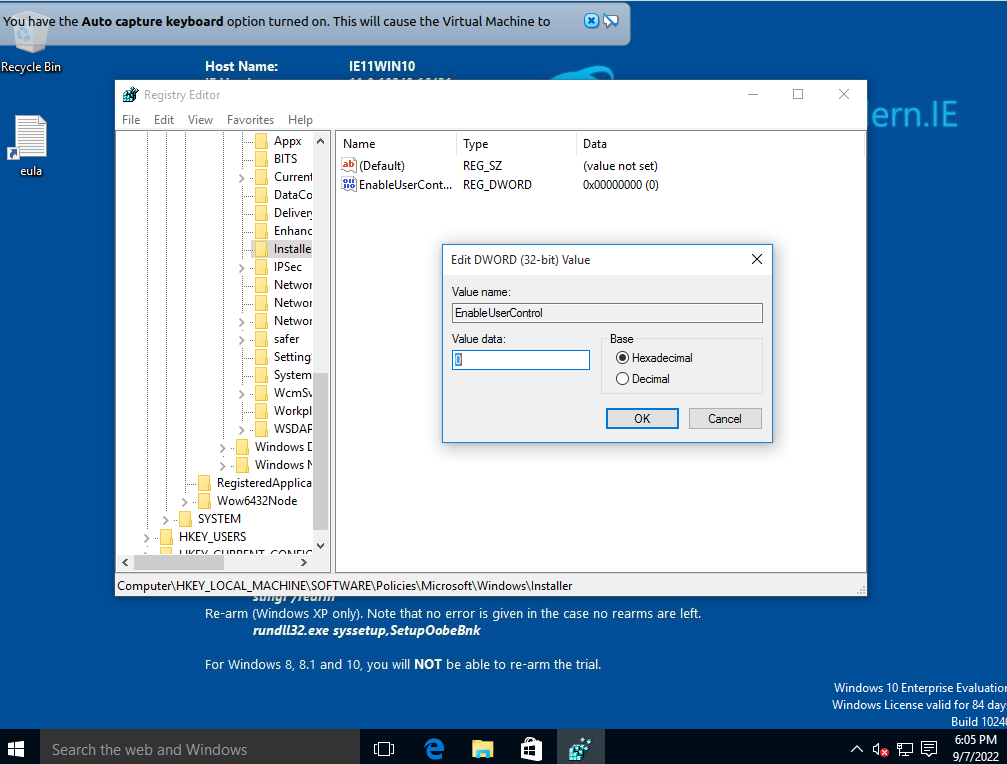 You have the Auto capture keyboard option turned on. This will cause the Virtual Machine to
Recycle Bin
Host Name: IE11WIN10
ern.IE
eula
Registry Editor
File Edit View Favorites Help
Appx
BITS
Current
DataCo
Delivery
Enhanc
Installe
IPSec
Networ
Networ
Networ
safer
Setting
System
WcmSv
Workpl
WSDAP
Windows D
Windows N
RegisteredApplica
Wow6432Node
SYSTEM
HKEY_USERS
HKEY_CURRENT_CONFIG
Name Type Data
ab (Default) REG_SZ (value not set)
EnableUserCont... REG_DWORD 0x00000000 (0)
Edit DWORD (32-bit) Value
Value name:
EnableUserControl
Value data:
0
Base
Hexadecimal
Decimal
OK Cancel
Computer\HKEY_LOCAL_MACHINE\SOFTWARE\Policies\Microsoft\Windows\Installer
Re-arm (Windows XP only). Note that no error is given in the case no rearms are left.
rundll32.exe syssetup,SetupOobeBnk
For Windows 8, 8.1 and 10, you will NOT be able to re-arm the trial.
Windows 10 Enterprise Evaluation
Windows License valid for 84 day
Build 10240
Search the web and Windows
6:05 PM
9/7/2022